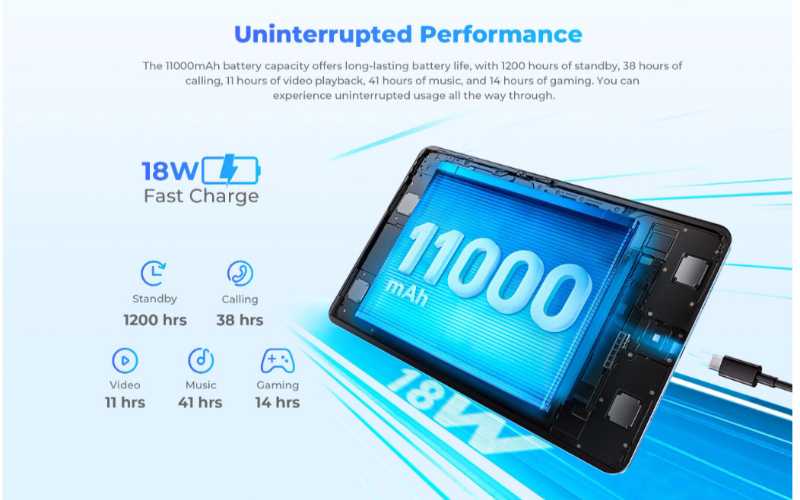 Uninterrupted Performance
The 11000mAh battery capacity offers long-lasting battery life, with 1200 hours of standby, 38 hours of
calling, 11 hours of video playback, 41 hours of music, and 14 hours of gaming. You can
experience uninterrupted usage all the way through.
18W
Fast Charge
Standby
1200 hrs
Calling
38 hrs
Video
11 hrs
Music
41 hrs
Gaming
14 hrs
11000
mAh
18W